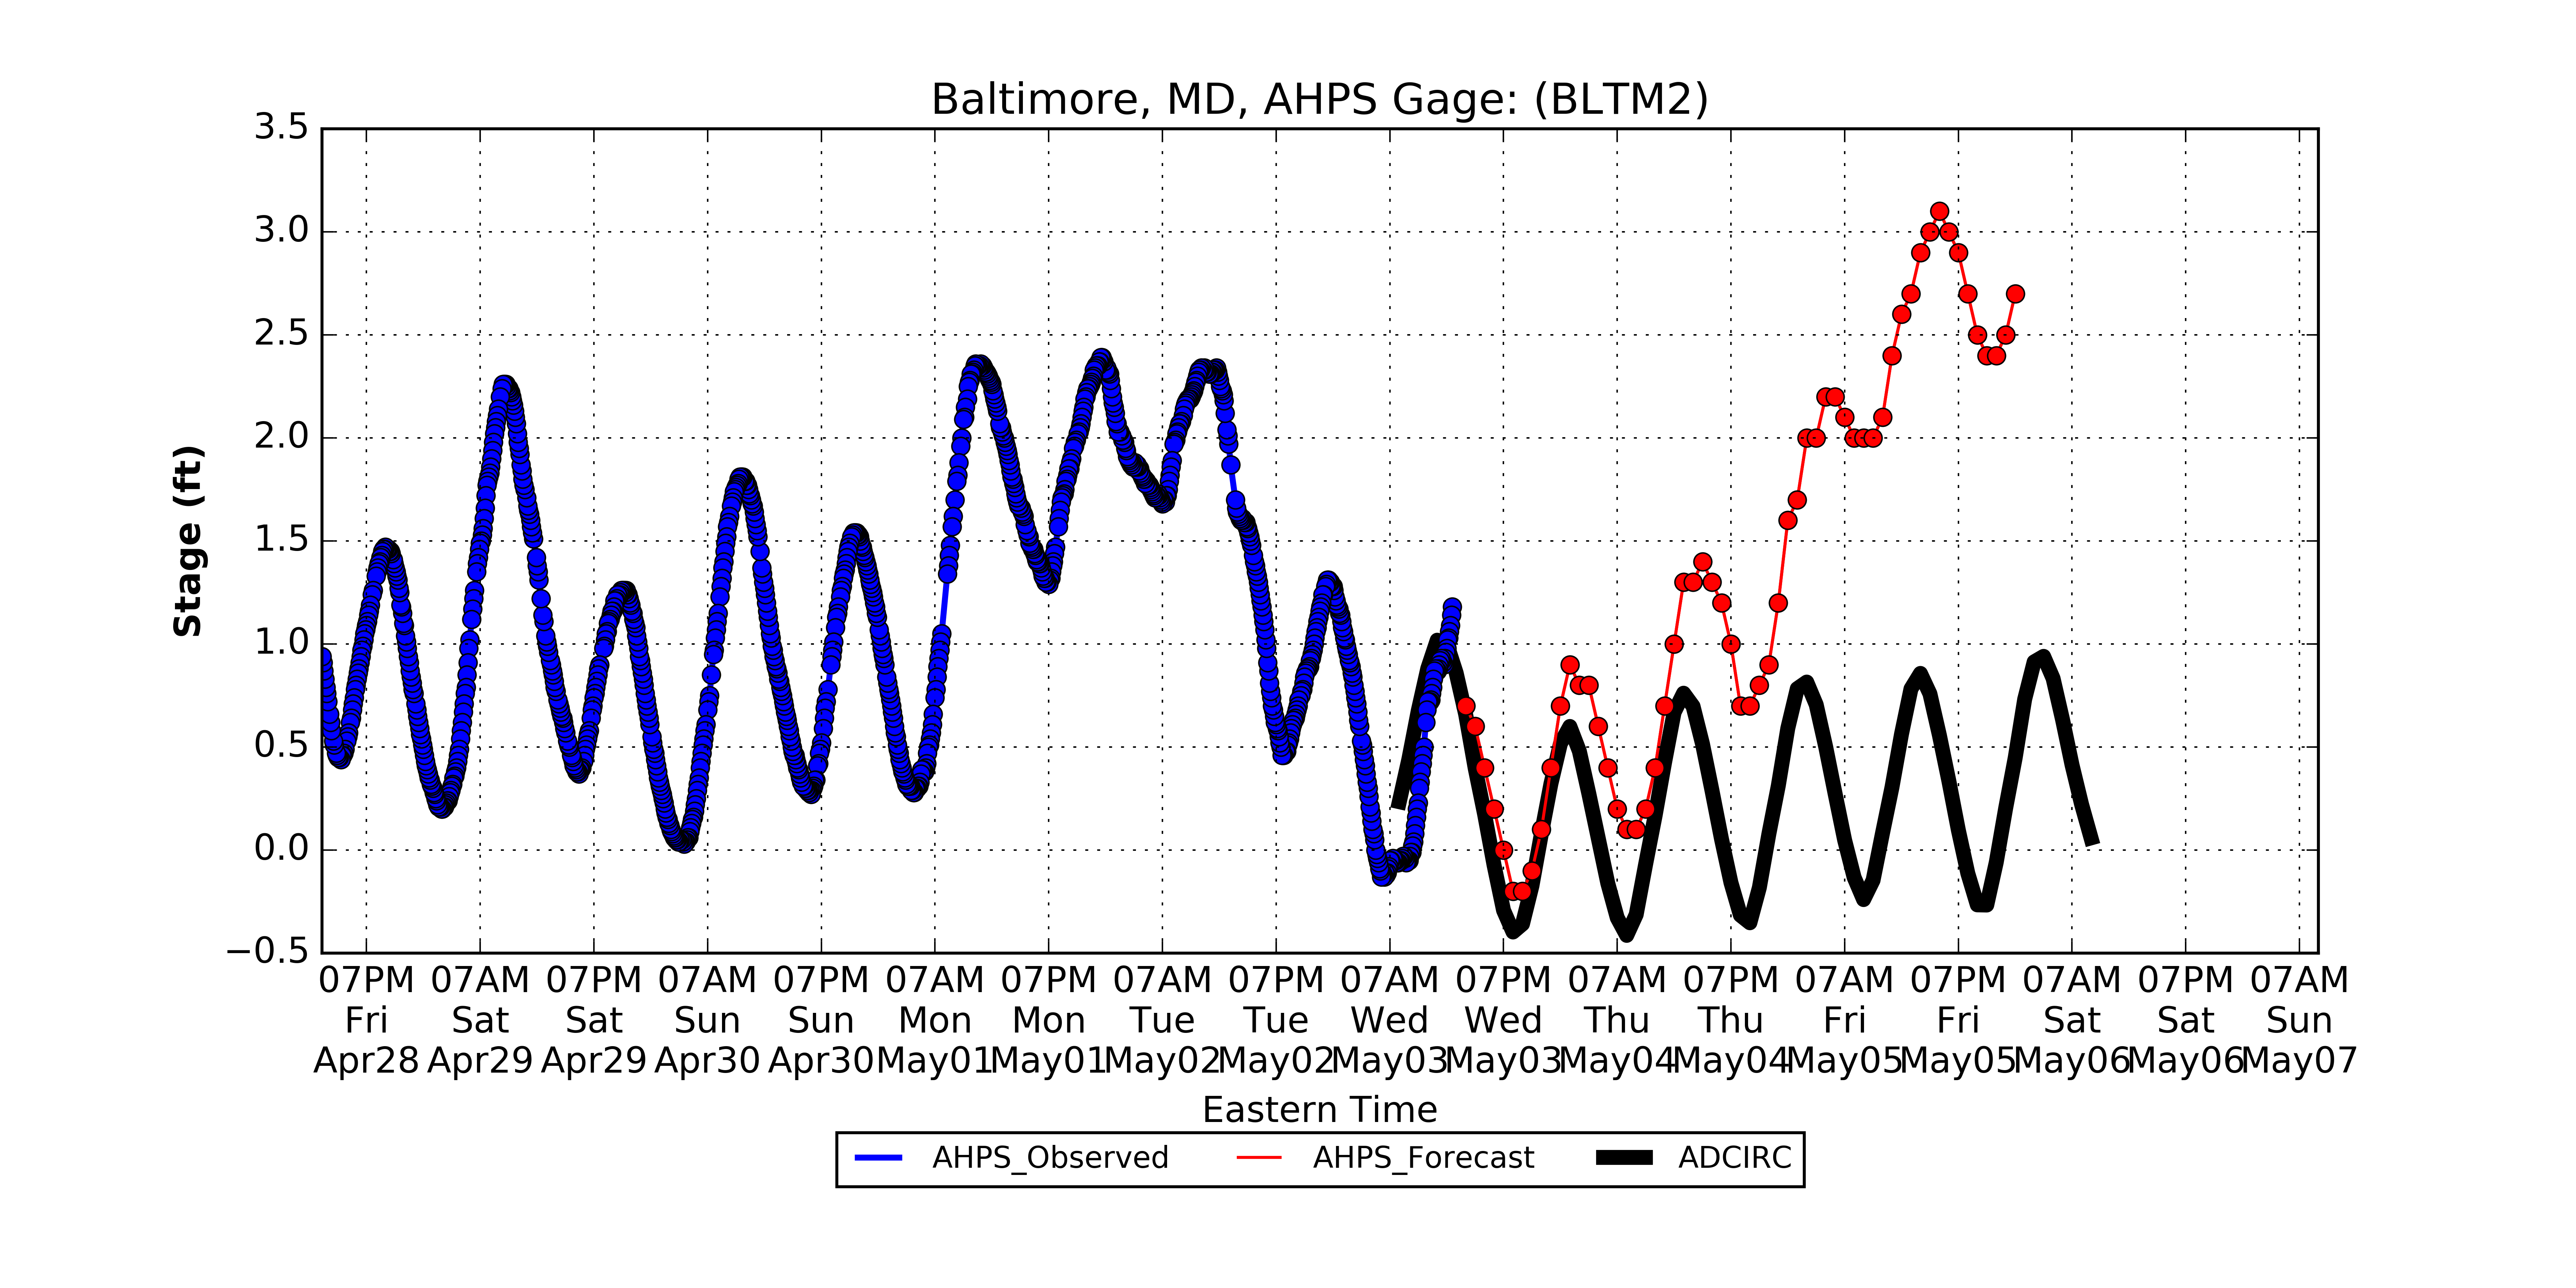 Baltimore, MD, AHPS Gage: (BLTM2)
3.5
3.0
2.5
2.0
1.5
1.0
0.5
0.0
−0.5
Stage (ft)
07PM 07AM 07PM 07AM 07PM 07AM 07PM 07AM 07PM 07AM 07PM 07AM 07PM 07AM 07PM 07AM 07PM 07AM
Fri Sat Sat Sun Sun Mon Mon Tue Tue Wed Wed Thu Thu Fri Fri Sat Sat Sun
Apr28 Apr29 Apr29 Apr30 Apr30 May01 May01 May02 May02 May03 May03 May04 May04 May05 May05 May06 May06 May07
Eastern Time
AHPS_Observed AHPS_Forecast ADCIRC